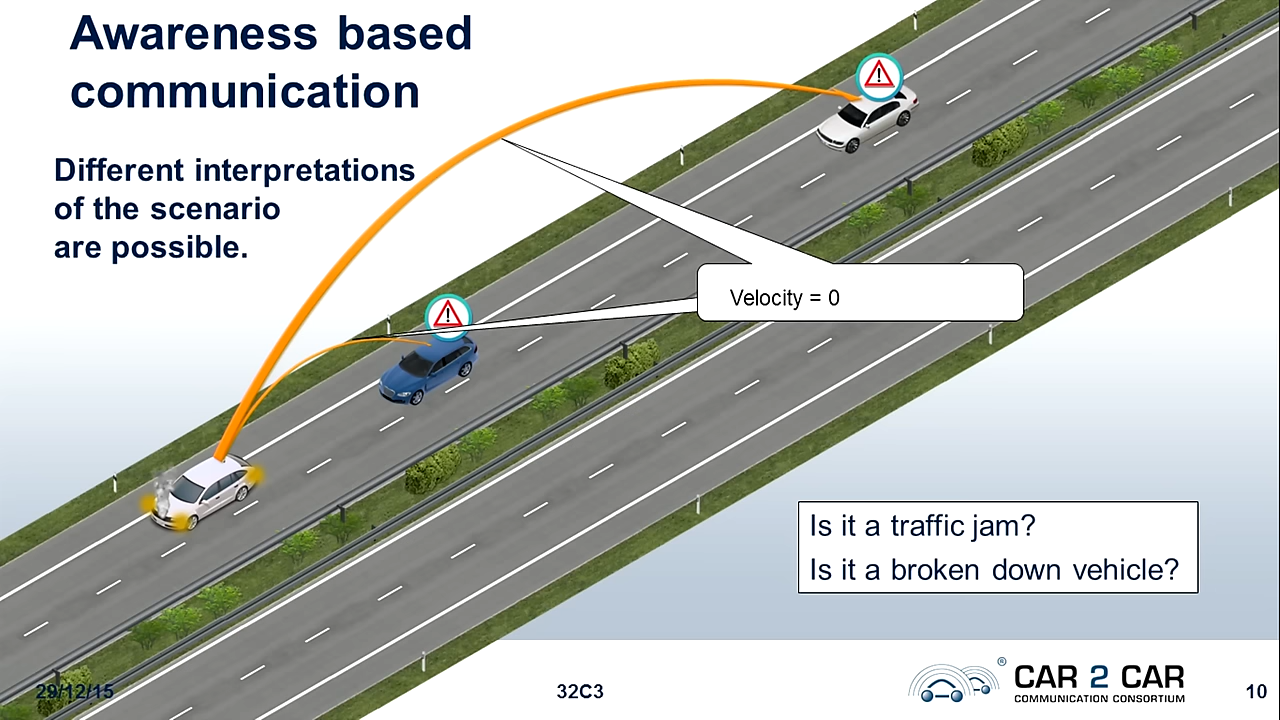 Awareness based
communication
Different interpretations
of the scenario
are possible.
Velocity = 0
Is it a traffic jam?
Is it a broken down vehicle?
29/12/15
32C3
® CAR 2 CAR
COMMUNICATION CONSORTIUM
10